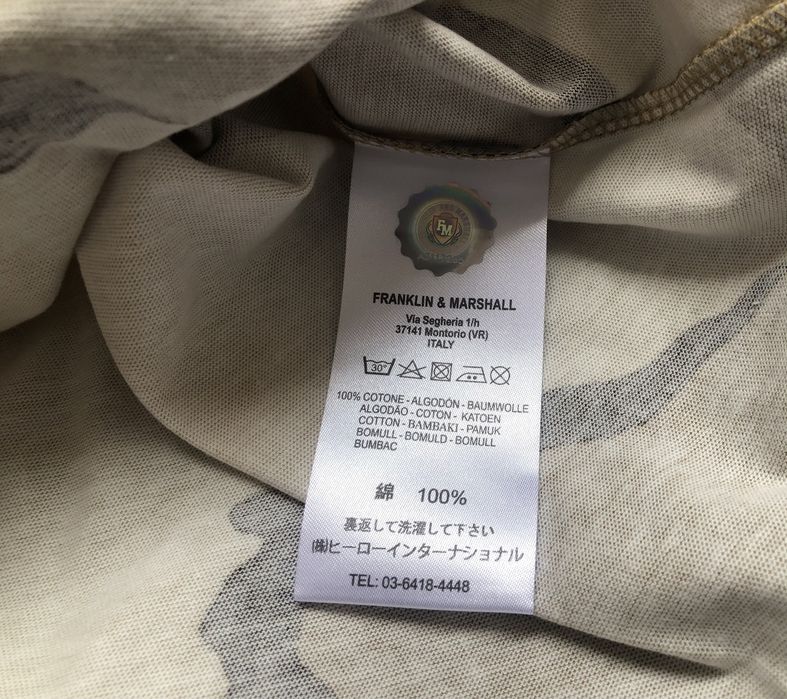 FM
FRANKLIN & MARSHALL
Via Segheria 1/h
37141 Montorio (VR)
ITALY
30°
100% COTONE - ALGODÓN - BAUMWOLLE
ALGODÃO - COTON - KATOEN
COTTON - BAMBAKI - PAMUK
BOMULL - BOMULD - BOMULL
BUMBAC
綿 100%
裏返して洗濯して下さい
㈱ヒーローインターナショナル
TEL: 03-6418-4448